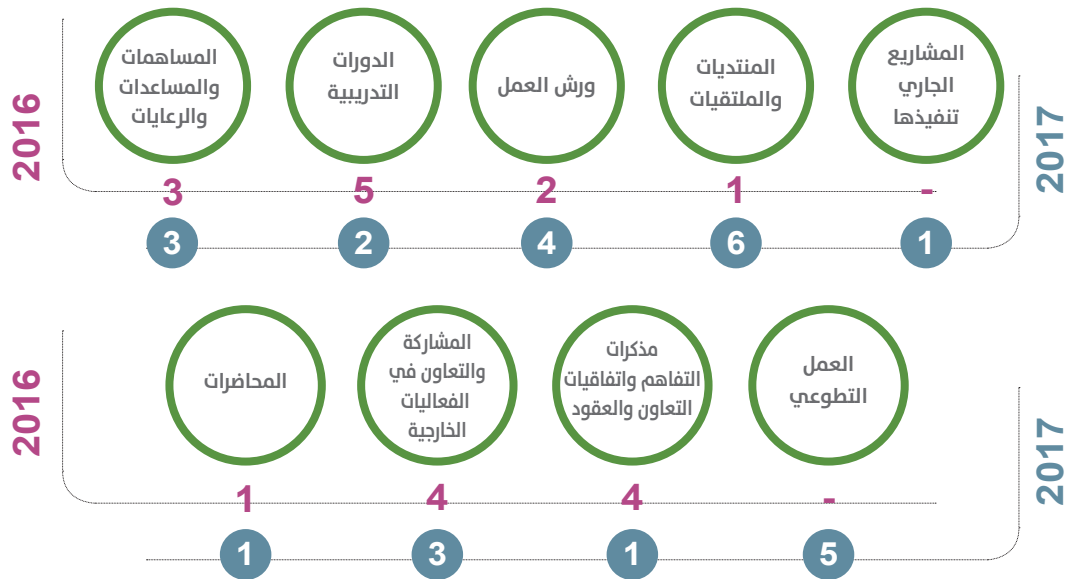 المشاريع
الجاري
تنفيذها
المنتديات
والملتقيات
ورش العمل
الدورات
التدريبية
المساهمات
والمساعدات
والرعايات
2016
- 1 2 5 3
2017
1 6 4 2 3
العمل
التطوعي
مذكرات
التفاهم واتفاقيات
التعاون والعقود
المشاركة
والتعاون في
الفعاليات
الخارجية
المحاضرات
2016
- 4 4 1
2017
5 1 3 1